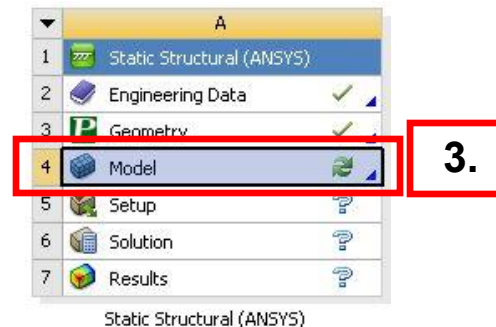 A
1 Static Structural (ANSYS)
2 Engineering Data
3 P Geometry
4 Model
3.
5 Setup ?
6 Solution ?
7 Results ?
Static Structural (ANSYS)